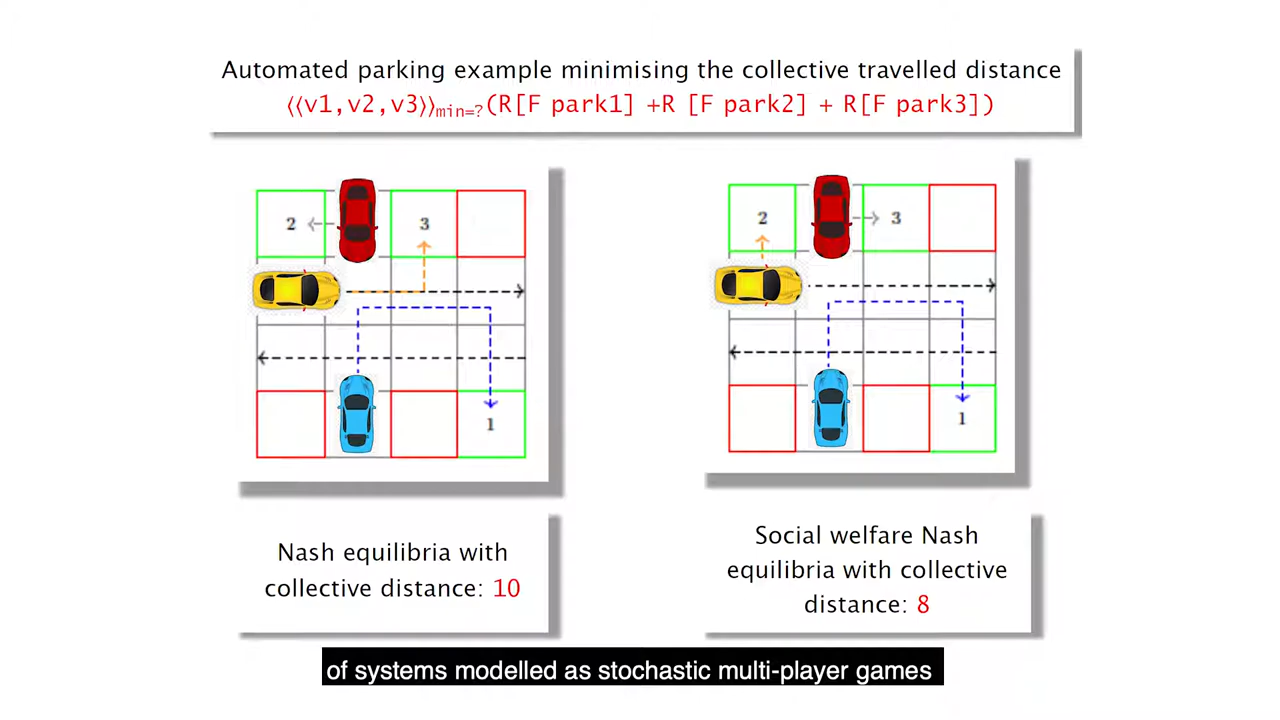 Automated parking example minimising the collective travelled distance
⟨⟨v1,v2,v3⟩⟩min=?(R[F park1] +R [F park2] + R[F park3])
2
3
1
2
3
1
Nash equilibria with
collective distance: 10
Social welfare Nash
equilibria with collective
distance: 8
of systems modelled as stochastic multi-player games